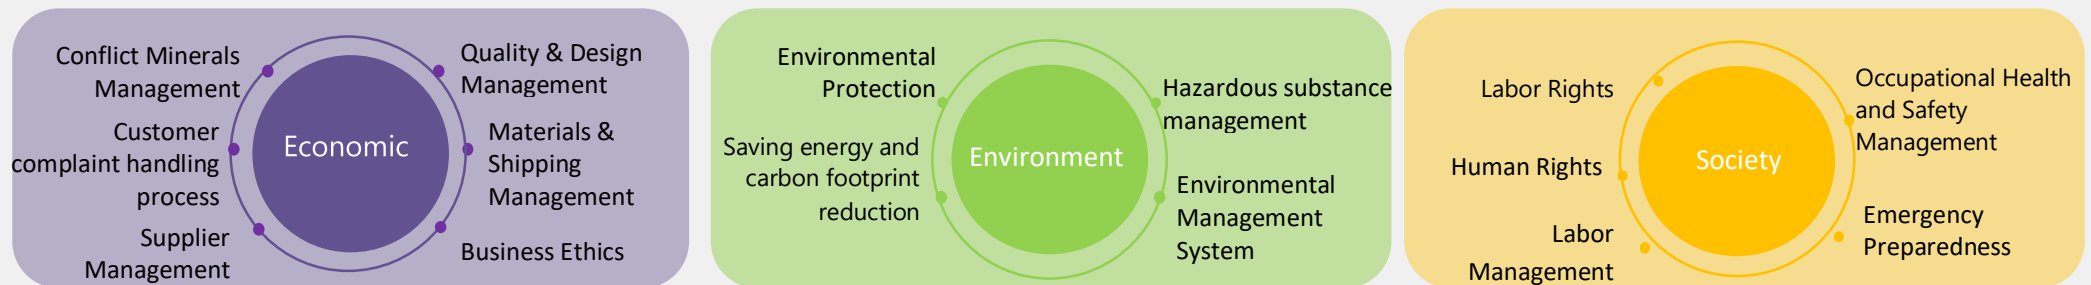 Conflict Minerals
Management
Customer
complaint handling
process
Supplier
Management
Economic
Quality & Design
Management
Materials &
Shipping
Management
Business Ethics
Environmental
Protection
Saving energy and
carbon footprint
reduction
Environment
Hazardous substance
management
Environmental
Management
System
Labor Rights
Human Rights
Labor
Management
Society
Occupational Health
and Safety
Management
Emergency
Preparedness